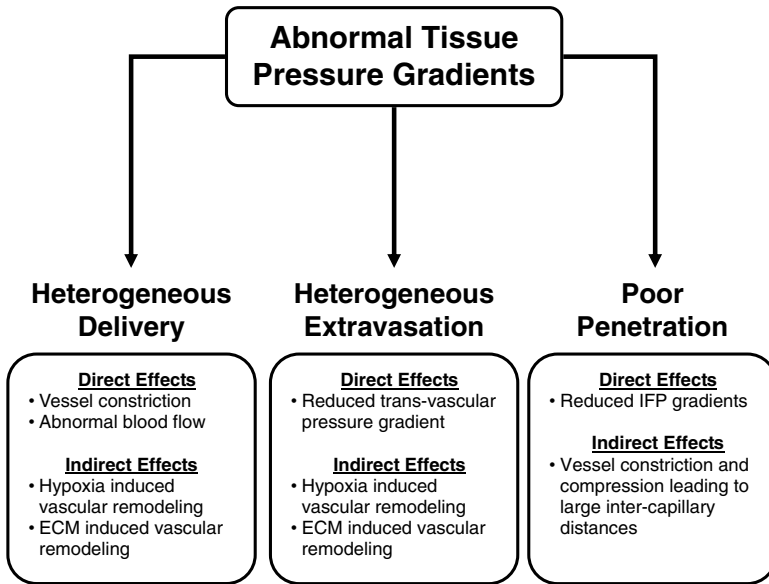 Abnormal Tissue
Pressure Gradients
Heterogeneous
Delivery
Direct Effects
• Vessel constriction
• Abnormal blood flow
Indirect Effects
• Hypoxia induced
vascular remodeling
• ECM induced vascular
remodeling
Heterogeneous
Extravasation
Direct Effects
• Reduced trans-vascular
pressure gradient
Indirect Effects
• Hypoxia induced
vascular remodeling
• ECM induced vascular
remodeling
Poor
Penetration
Direct Effects
• Reduced IFP gradients
Indirect Effects
• Vessel constriction and
compression leading to
large inter-capillary
distances